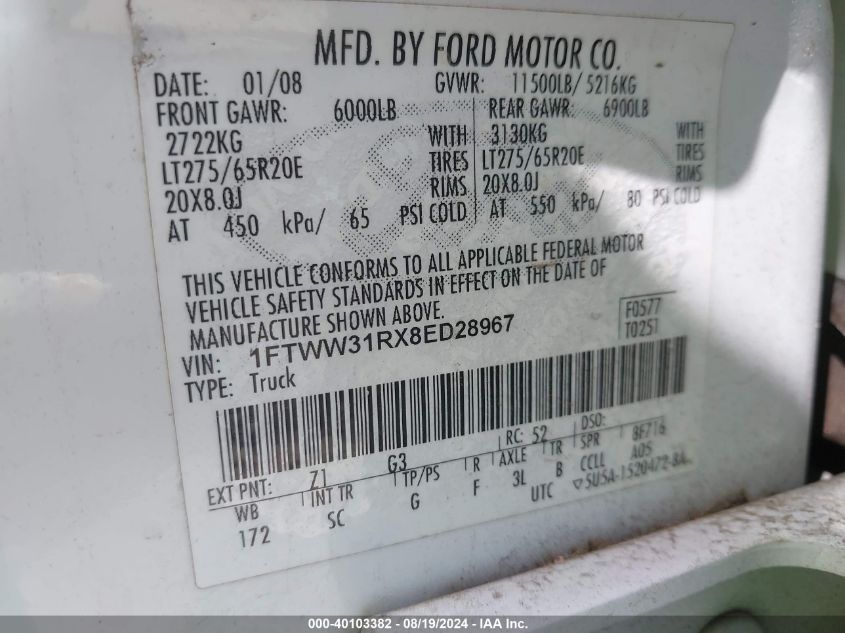 MFD. BY FORD MOTOR CO.
DATE: 01/08 GVWR: 11500LB/ 5216KG
FRONT GAWR: 6000LB REAR GAWR: 6900LB
2722KG WITH 3130KG WITH
LT275/65R20E TIRES LT275/65R20E TIRES
20X8.0J RIMS 20X8.0J RIMS
AT 450 kPa/ 65 PSI COLD AT 550 kPa/ 80 PSI COLD
THIS VEHICLE CONFORMS TO ALL APPLICABLE FEDERAL MOTOR
VEHICLE SAFETY STANDARDS IN EFFECT ON THE DATE OF
MANUFACTURE SHOWN ABOVE.
F0577
VIN: 1FTWW31RX8ED28967 T0251
TYPE: Truck
EXT PNT: Z1 G3 RC: 52 DSO: 8F716
WB INT TR TP/PS R AXLE TR SPR
172 SC G F 3L B CCLL A05
UTC ▽5U5A-1520472-BA
000-40103382 - 08/19/2024 - IAA Inc.